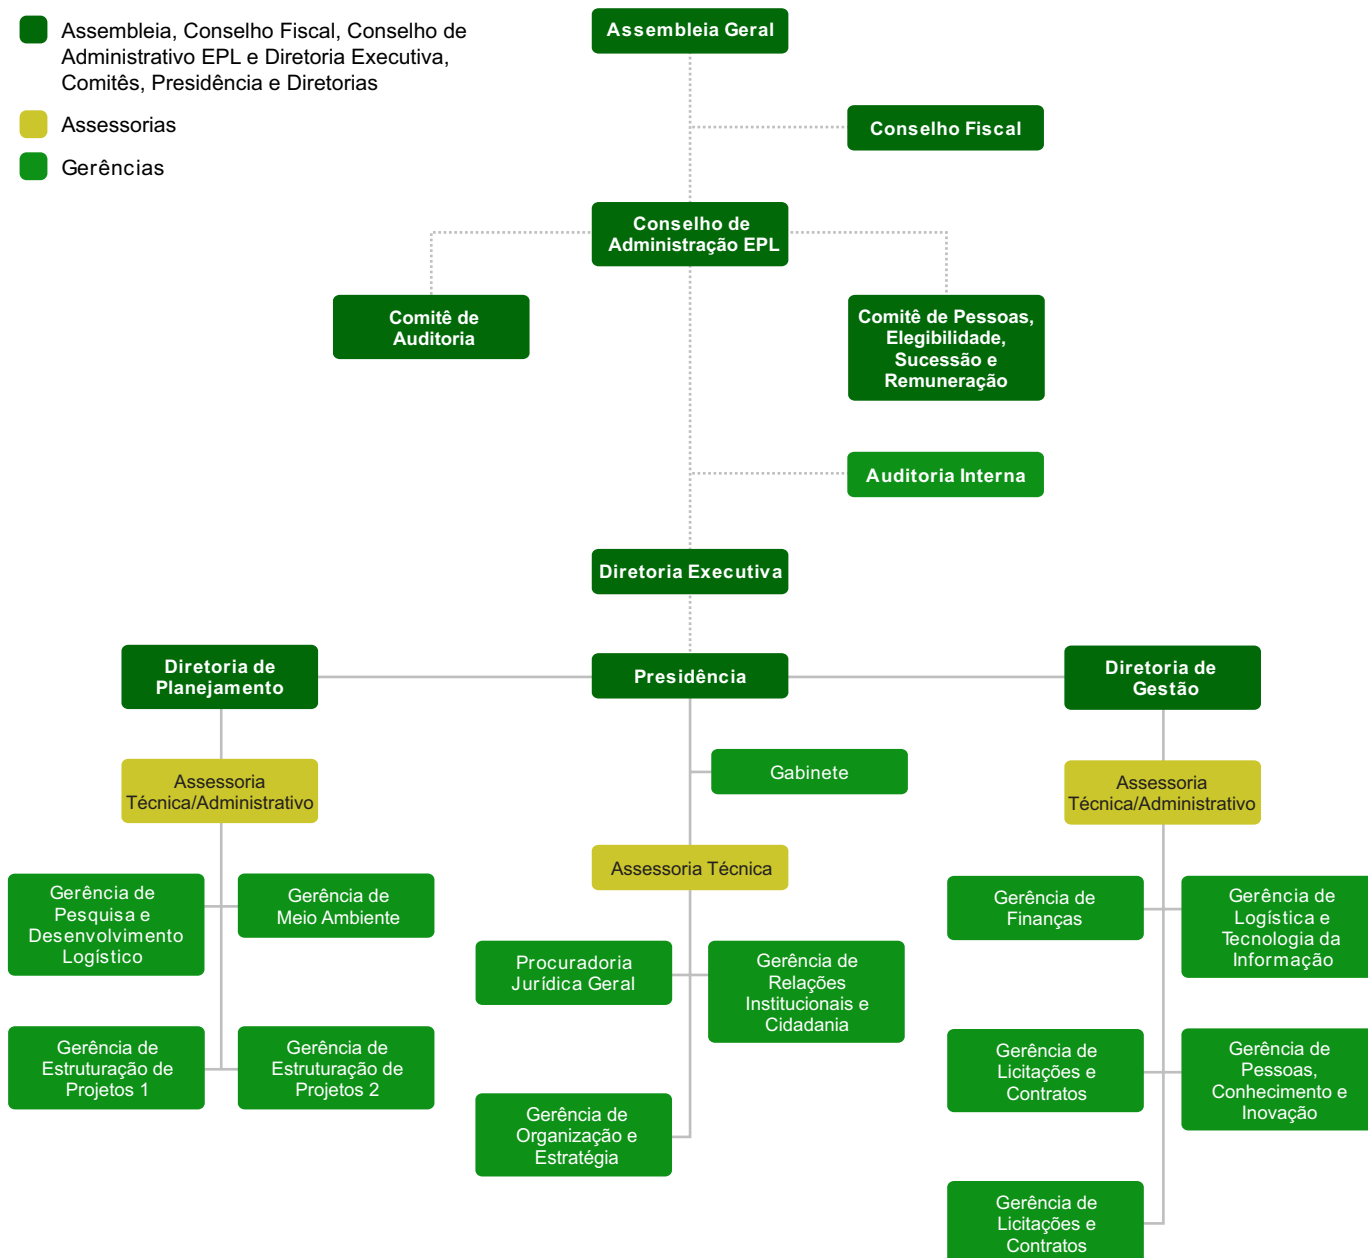 Assembleia, Conselho Fiscal, Conselho de
Administrativo EPL e Diretoria Executiva,
Comitês, Presidência e Diretorias
Assessorias
Gerências
Assembleia Geral
Conselho Fiscal
Conselho de
Administração EPL
Comitê de
Auditoria
Comitê de Pessoas,
Elegibilidade,
Sucessão e
Remuneração
Auditoria Interna
Diretoria Executiva
Diretoria de
Planejamento
Presidência
Diretoria de
Gestão
Assessoria
Técnica/Administrativo
Gerência de
Pesquisa e
Desenvolvimento
Logístico
Gerência de
Meio Ambiente
Gerência de
Estruturação de
Projetos 1
Gerência de
Estruturação de
Projetos 2
Gabinete
Assessoria Técnica
Procuradoria
Jurídica Geral
Gerência de
Relações
Institucionais e
Cidadania
Gerência de
Organização e
Estratégia
Assessoria
Técnica/Administrativo
Gerência de
Finanças
Gerência de
Logística e
Tecnologia da
Informação
Gerência de
Licitações e
Contratos
Gerência de
Pessoas,
Conhecimento e
Inovação
Gerência de
Licitações e
Contratos